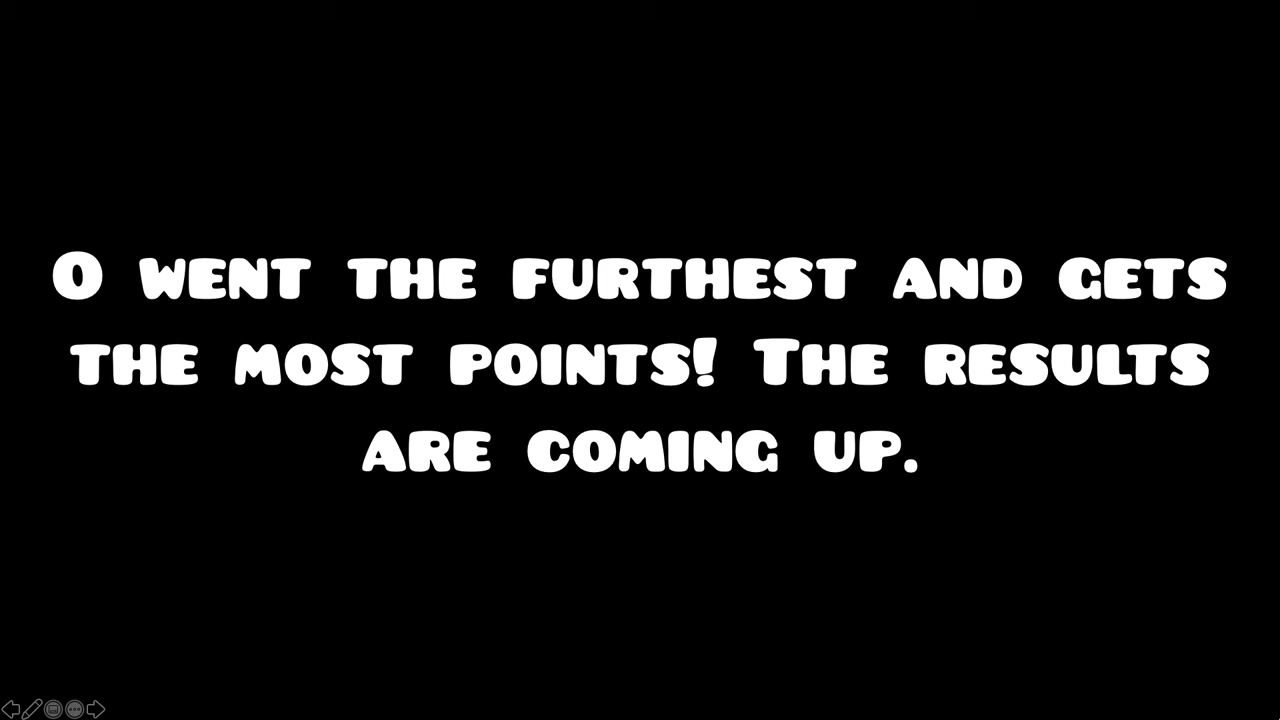 O went the furthest and gets
the most points! The results
are coming up.